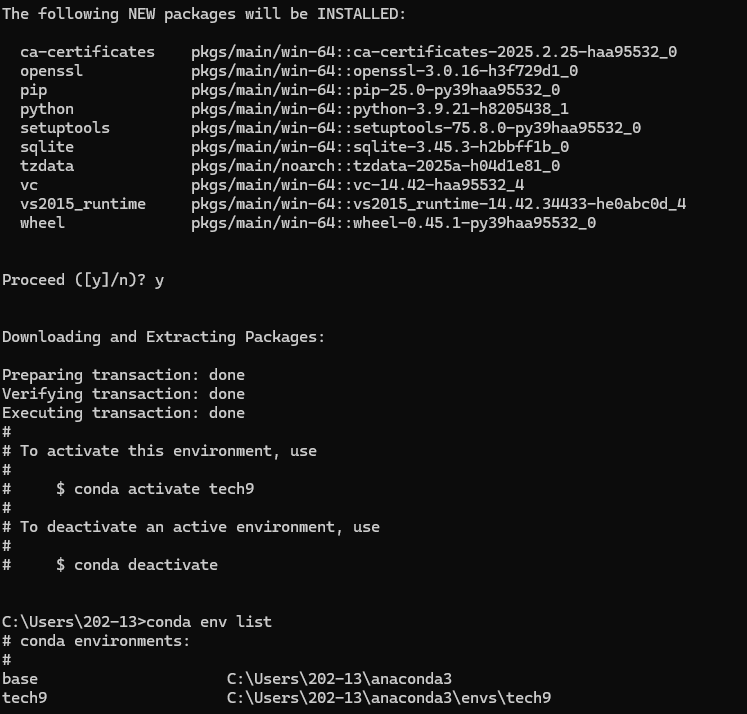 The following NEW packages will be INSTALLED:
ca-certificates    pkgs/main/win-64::ca-certificates-2025.2.25-haa95532_0
openssl            pkgs/main/win-64::openssl-3.0.16-h3f729d1_0
pip                pkgs/main/win-64::pip-25.0-py39haa95532_0
python             pkgs/main/win-64::python-3.9.21-h8205438_1
setuptools         pkgs/main/win-64::setuptools-75.8.0-py39haa95532_0
sqlite             pkgs/main/win-64::sqlite-3.45.3-h2bbff1b_0
tzdata             pkgs/main/noarch::tzdata-2025a-h04d1e81_0
vc                 pkgs/main/win-64::vc-14.42-haa95532_4
vs2015_runtime     pkgs/main/win-64::vs2015_runtime-14.42.34433-he0abc0d_4
wheel              pkgs/main/win-64::wheel-0.45.1-py39haa95532_0
Proceed ([y]/n)? y
Downloading and Extracting Packages:
Preparing transaction: done
Verifying transaction: done
Executing transaction: done
#
# To activate this environment, use
#
#     $ conda activate tech9
#
# To deactivate an active environment, use
#
#     $ conda deactivate
C:\Users\202-13>conda env list
# conda environments:
#
base                     C:\Users\202-13\anaconda3
tech9                    C:\Users\202-13\anaconda3\envs\tech9